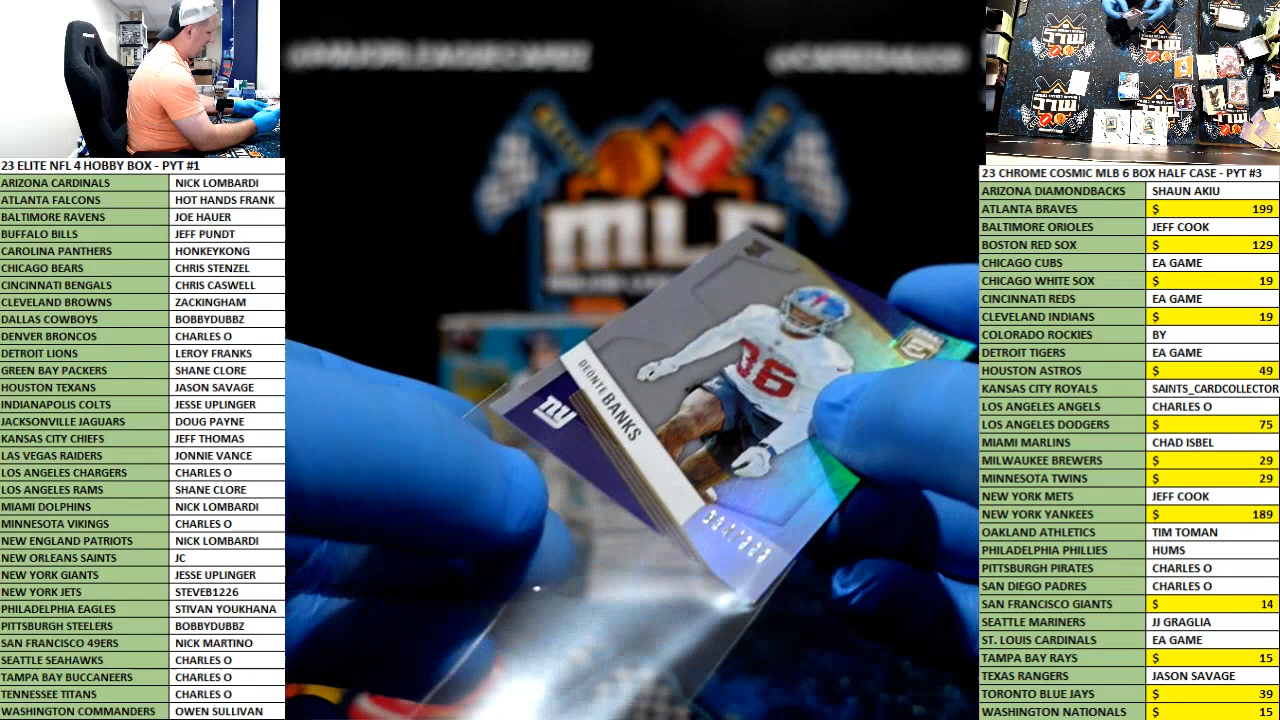 23 ELITE NFL 4 HOBBY BOX - PYT #1
ARIZONA CARDINALS NICK LOMBARDI
ATLANTA FALCONS HOT HANDS FRANK
BALTIMORE RAVENS JOE HAUER
BUFFALO BILLS JEFF PUNDT
CAROLINA PANTHERS HONKEYKONG
CHICAGO BEARS CHRIS STENZEL
CINCINNATI BENGALS CHRIS CASWELL
CLEVELAND BROWNS ZACKINGHAM
DALLAS COWBOYS BOBBYDUBBZ
DENVER BRONCOS CHARLES O
DETROIT LIONS LEROY FRANKS
GREEN BAY PACKERS SHANE CLORE
HOUSTON TEXANS JASON SAVAGE
INDIANAPOLIS COLTS JESSE UPLINGER
JACKSONVILLE JAGUARS DOUG PAYNE
KANSAS CITY CHIEFS JEFF THOMAS
LAS VEGAS RAIDERS JONNIE VANCE
LOS ANGELES CHARGERS CHARLES O
LOS ANGELES RAMS SHANE CLORE
MIAMI DOLPHINS NICK LOMBARDI
MINNESOTA VIKINGS CHARLES O
NEW ENGLAND PATRIOTS NICK LOMBARDI
NEW ORLEANS SAINTS JC
NEW YORK GIANTS JESSE UPLINGER
NEW YORK JETS STEVEB1226
PHILADELPHIA EAGLES STIVAN YOUKHANA
PITTSBURGH STEELERS BOBBYDUBBZ
SAN FRANCISCO 49ERS NICK MARTINO
SEATTLE SEAHAWKS CHARLES O
TAMPA BAY BUCCANEERS CHARLES O
TENNESSEE TITANS CHARLES O
WASHINGTON COMMANDERS OWEN SULLIVAN
36
DEONTE BANKS
NY
23 CHROME COSMIC MLB 6 BOX HALF CASE - PYT #3
ARIZONA DIAMONDBACKS SHAUN AKIU
ATLANTA BRAVES $ 199
BALTIMORE ORIOLES JEFF COOK
BOSTON RED SOX $ 129
CHICAGO CUBS EA GAME
CHICAGO WHITE SOX $ 19
CINCINNATI REDS EA GAME
CLEVELAND INDIANS $ 19
COLORADO ROCKIES BY
DETROIT TIGERS EA GAME
HOUSTON ASTROS $ 49
KANSAS CITY ROYALS SAINTS_CARDCOLLECTOR
LOS ANGELES ANGELS CHARLES O
LOS ANGELES DODGERS $ 75
MIAMI MARLINS CHAD ISBEL
MILWAUKEE BREWERS $ 29
MINNESOTA TWINS $ 29
NEW YORK METS JEFF COOK
NEW YORK YANKEES $ 189
OAKLAND ATHLETICS TIM TOMAN
PHILADELPHIA PHILLIES HUMS
PITTSBURGH PIRATES CHARLES O
SAN DIEGO PADRES CHARLES O
SAN FRANCISCO GIANTS $ 14
SEATTLE MARINERS JJ GRAGLIA
ST. LOUIS CARDINALS EA GAME
TAMPA BAY RAYS $ 15
TEXAS RANGERS JASON SAVAGE
TORONTO BLUE JAYS $ 39
WASHINGTON NATIONALS $ 15